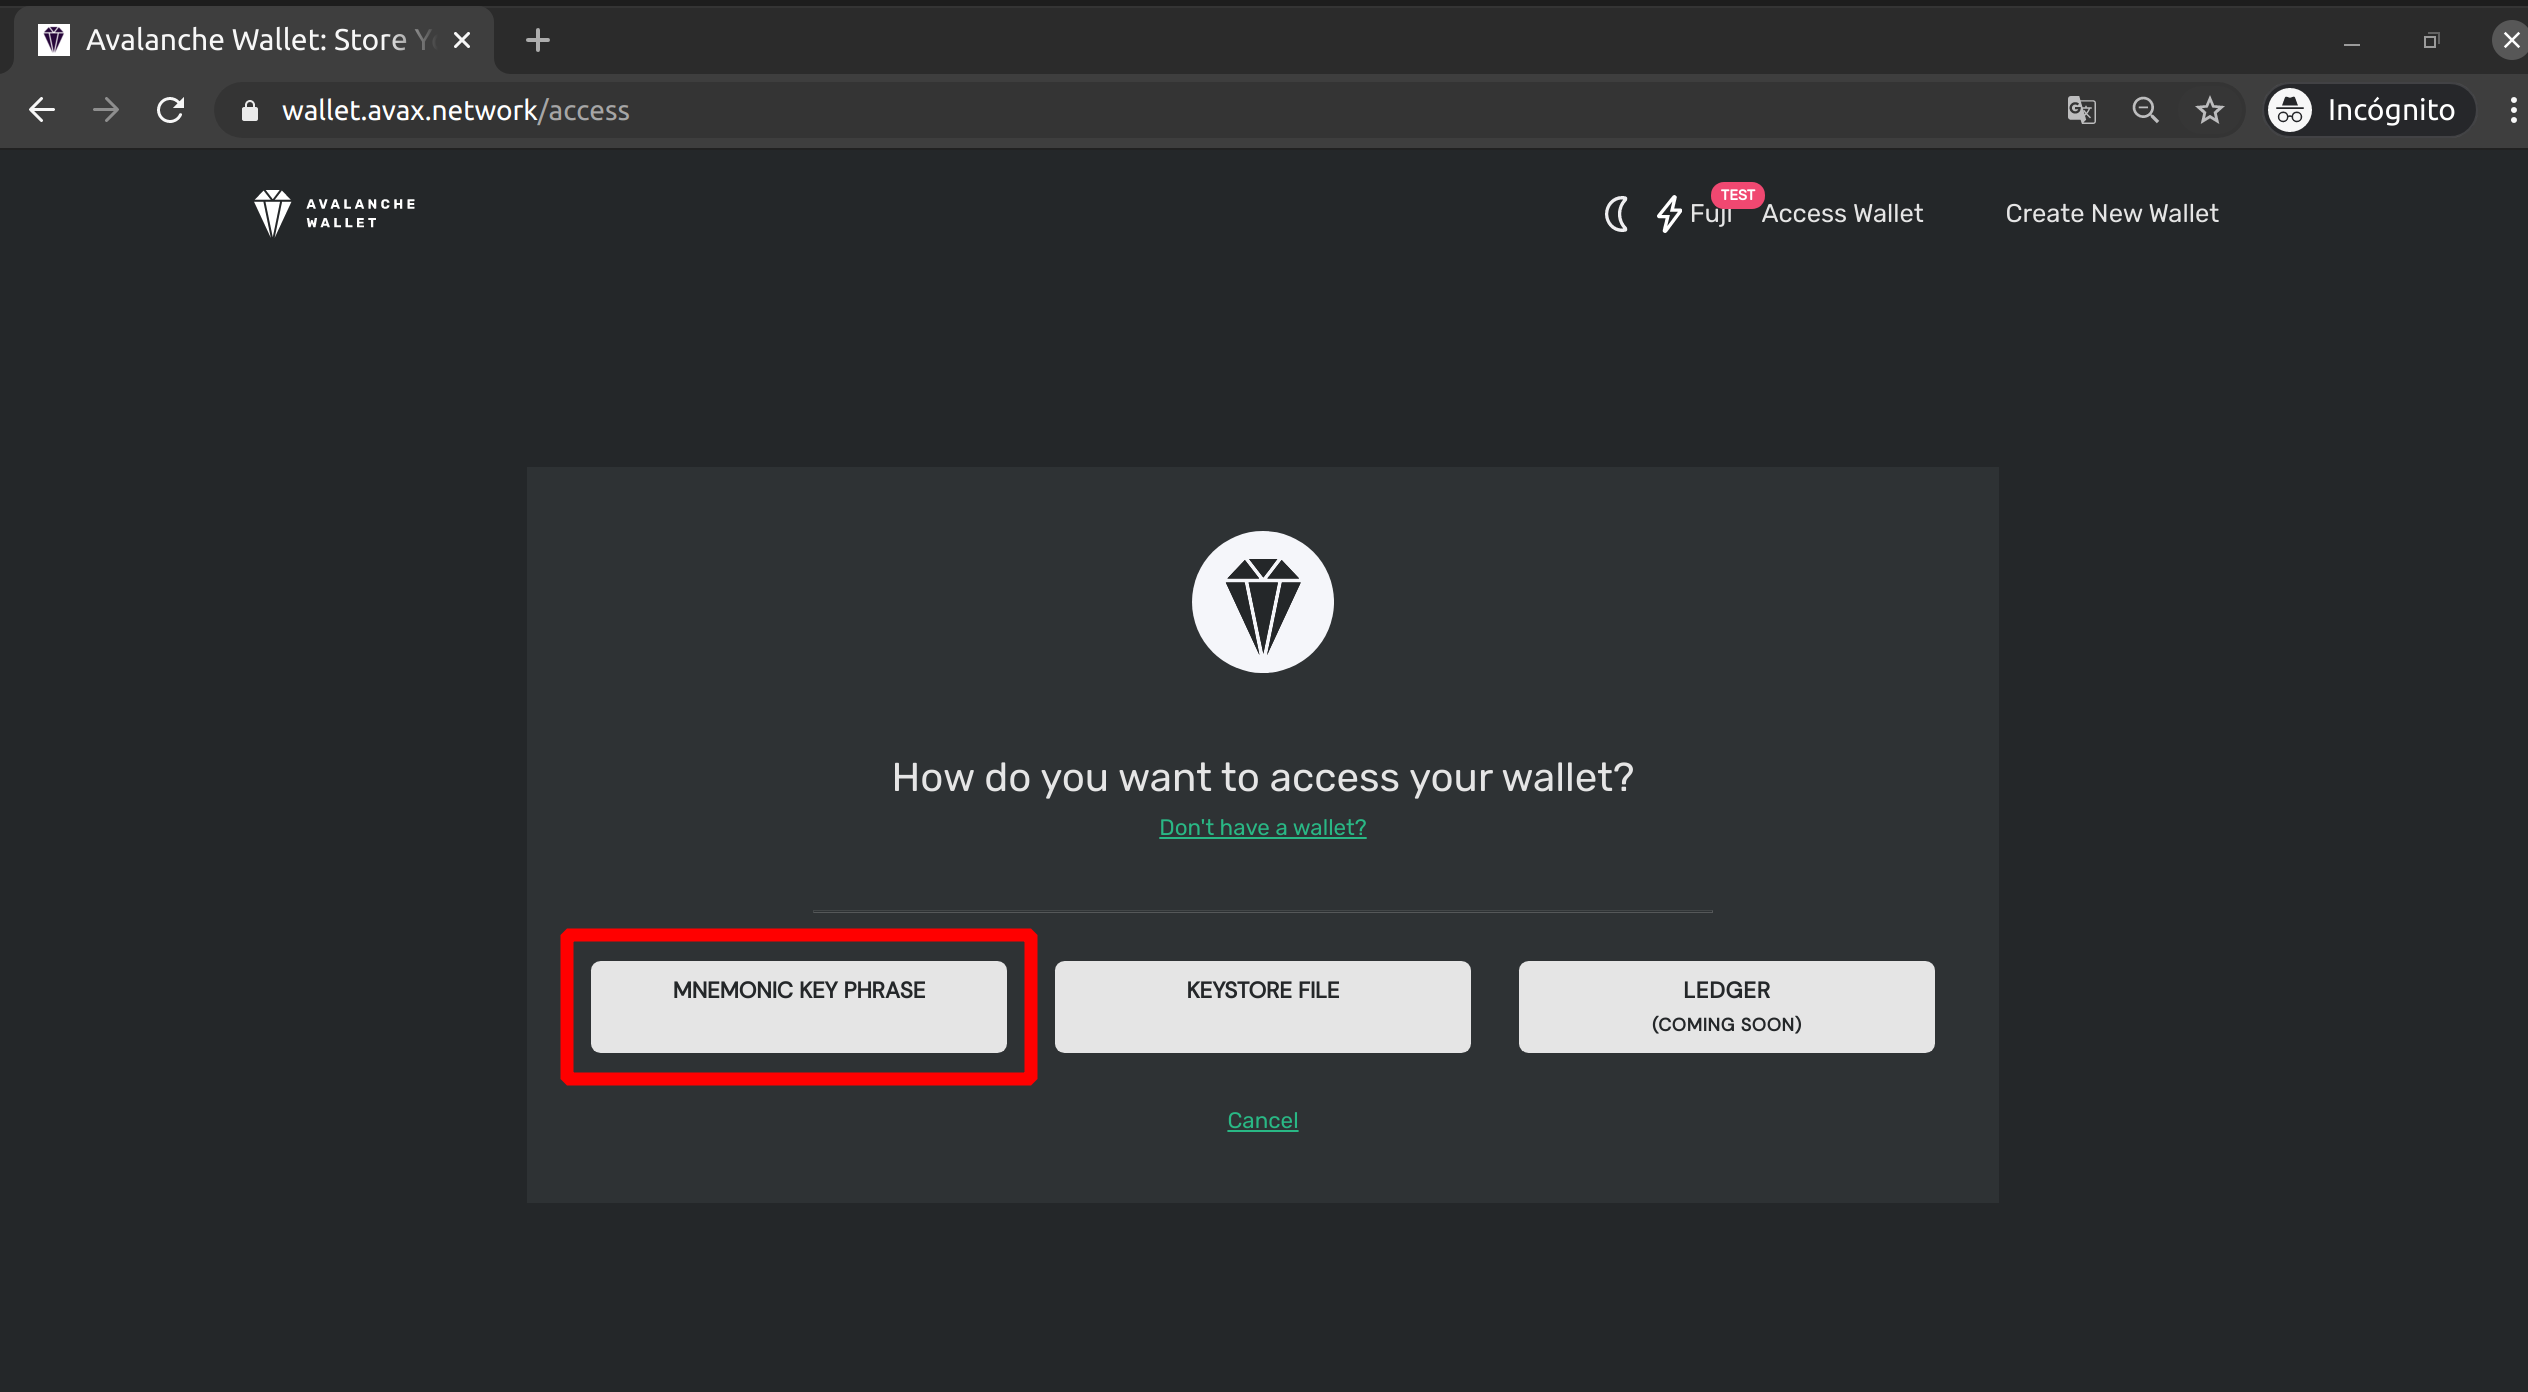 Avalanche Wallet: Store
wallet.avax.network/access
Incógnito
AVALANCHE
WALLET
TEST
Fuji
Access Wallet
Create New Wallet
How do you want to access your wallet?
Don't have a wallet?
MNEMONIC KEY PHRASE
KEYSTORE FILE
LEDGER
(COMING SOON)
Cancel